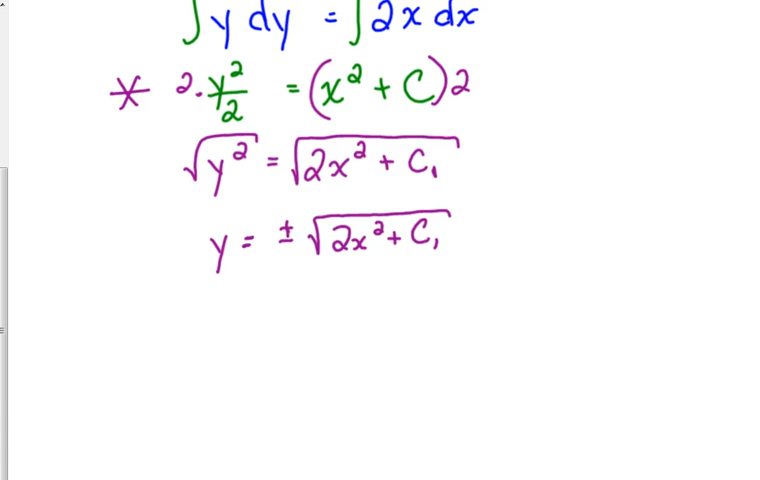 ∫ y dy = ∫ 2x dx
* 2 · y²/2 = (x² + C)2
√(y²) = √(2x² + C₁)
y = ± √(2x² + C₁)